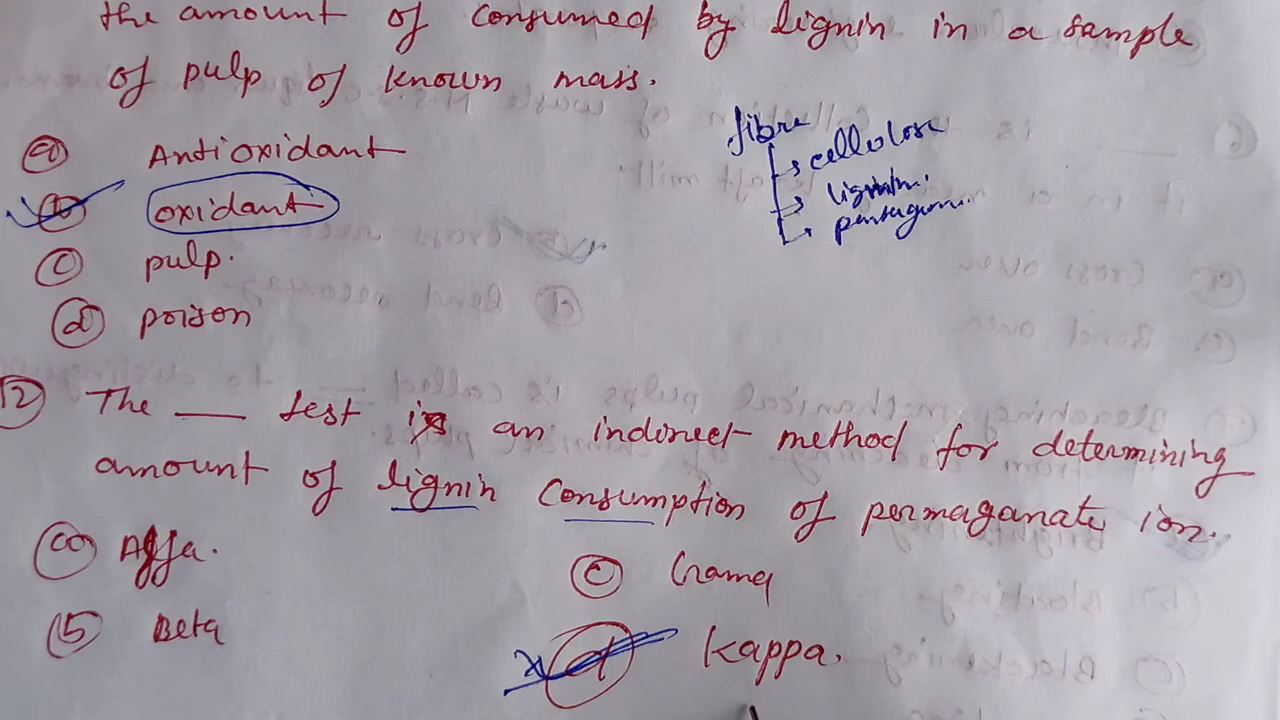 the amount of consumed by lignin in a sample
of pulp of known mass.
fibre
cellulose
(a) Antioxidant
(b) oxidant
(c) pulp.
(d) poison
12 The ___ test is an indirect method for determining
amount of lignin consumption of permaganate ion.
(a)
(c) Gama
(b) Beta
(d) Kappa.